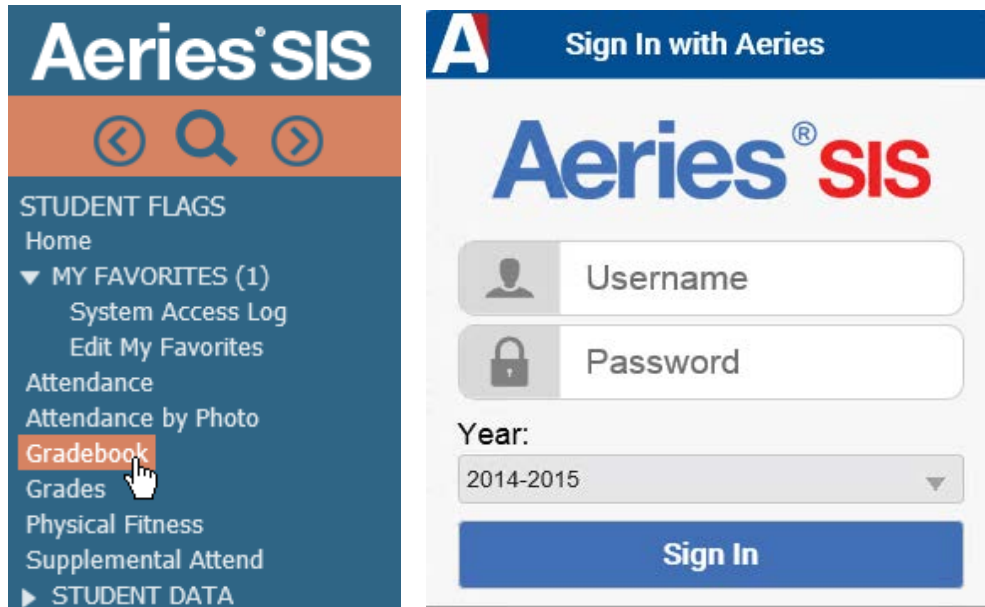 Aeries® SIS
STUDENT FLAGS
Home
MY FAVORITES (1)
System Access Log
Edit My Favorites
Attendance
Attendance by Photo
Gradebook
Grades
Physical Fitness
Supplemental Attend
STUDENT DATA
A
Sign In with Aeries
Aeries® SIS
Username
Password
Year:
2014-2015
Sign In